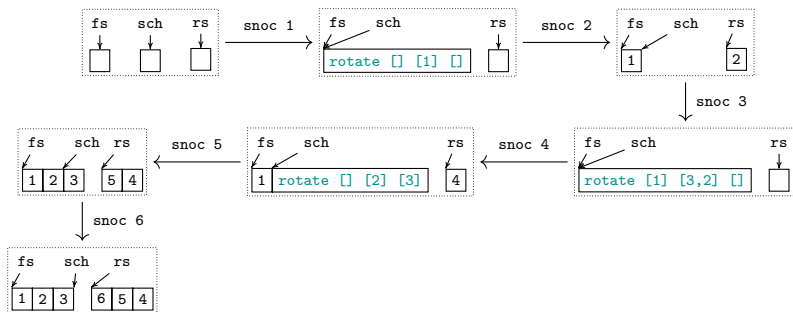 fs sch rs
snoc 1
fs sch rs
rotate [] [1] []
snoc 2
fs sch rs
1 2
snoc 3
fs sch rs
1 2 3 5 4
snoc 5
fs sch rs
1 rotate [] [2] [3] 4
snoc 4
fs sch rs
rotate [1] [3,2] []
snoc 6
fs sch rs
1 2 3 6 5 4